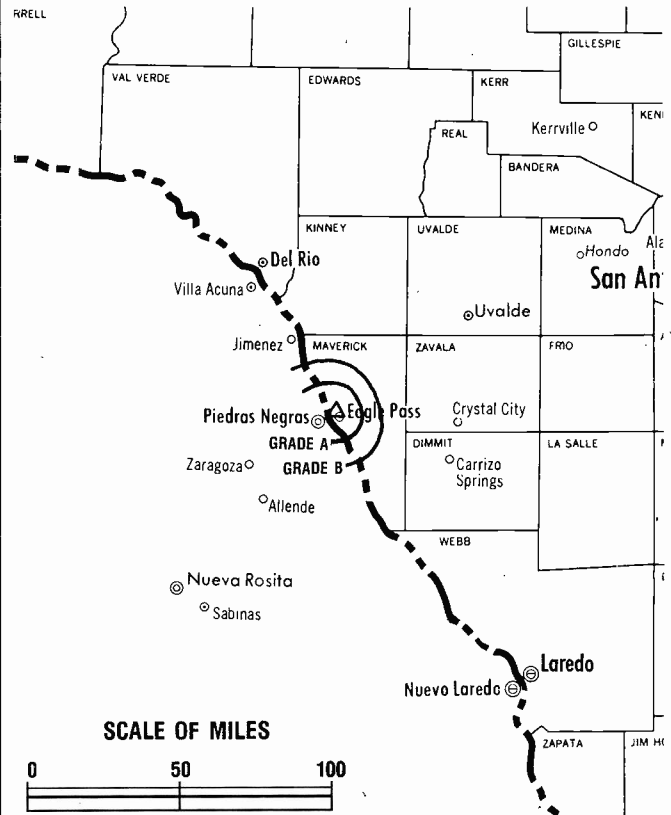 RRELL
GILLESPIE
VAL VERDE
EDWARDS
KERR
KEN
REAL
Kerrville
BANDERA
KINNEY
UVALDE
MEDINA
Ala
Hondo
San An
Del Rio
Villa Acuna
Uvalde
Jimenez
MAVERICK
ZAVALA
FRIO
Piedras Negras
Eagle Pass
Crystal City
GRADE A
DIMMIT
LA SALLE
Zaragoza
GRADE B
Carrizo
Springs
Allende
WEBB
Nueva Rosita
Sabinas
Laredo
Nuevo Laredo
SCALE OF MILES
ZAPATA
JIM H
0 50 100